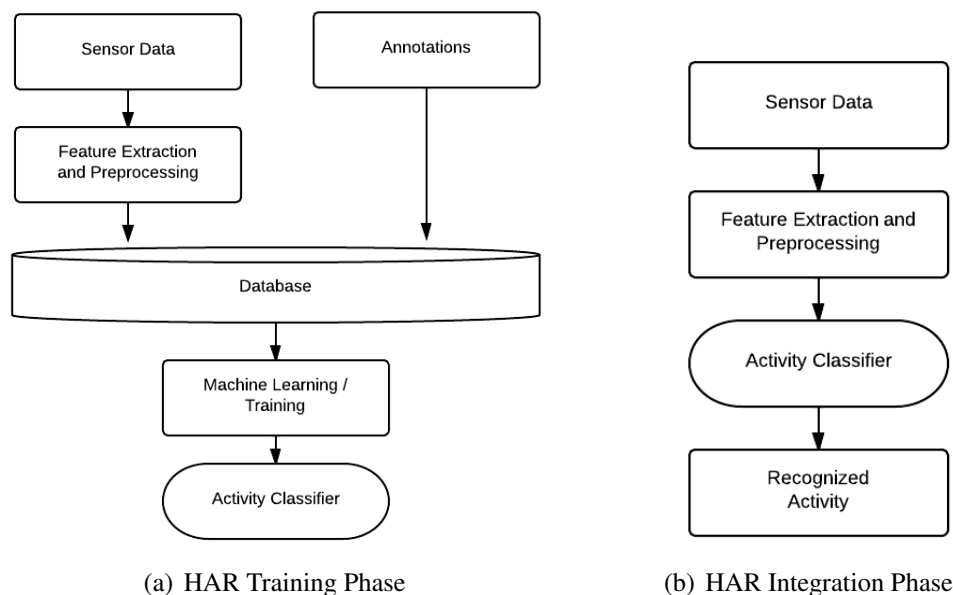 Sensor Data
Annotations
Feature Extraction
and Preprocessing
Database
Machine Learning /
Training
Activity Classifier
(a) HAR Training Phase
Sensor Data
Feature Extraction and
Preprocessing
Activity Classifier
Recognized
Activity
(b) HAR Integration Phase